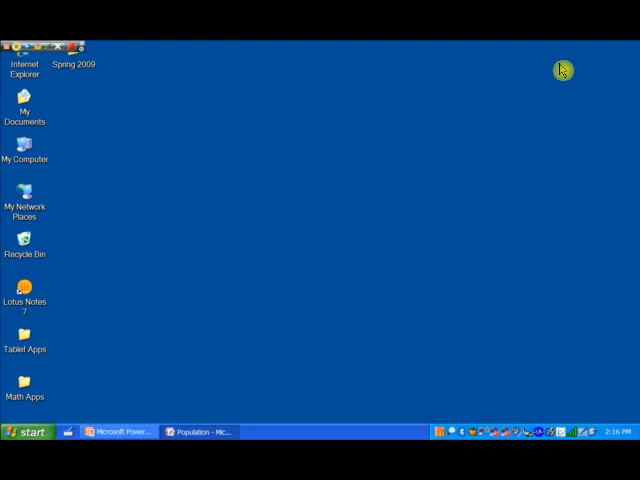 Internet
Explorer
Spring 2009
My
Documents
My Computer
My Network
Places
Recycle Bin
Lotus Notes
7
Tablet Apps
Math Apps
start
Microsoft Power...
Population - Mic...
2:16 PM